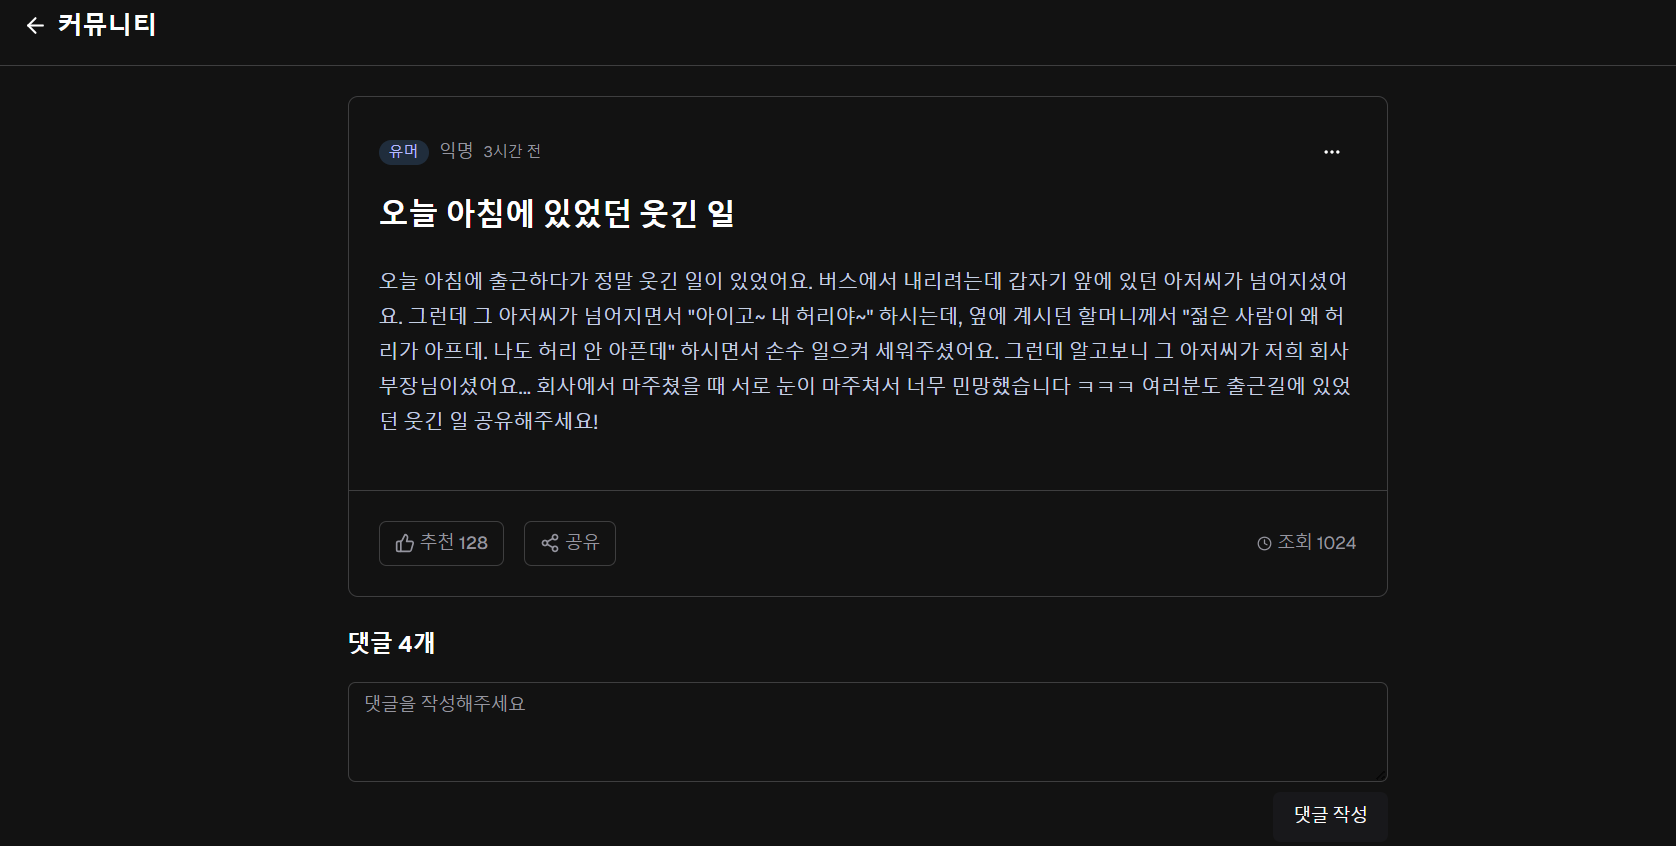 커뮤니티
유머 익명 3시간 전
오늘 아침에 있었던 웃긴 일
오늘 아침에 출근하다가 정말 웃긴 일이 있었어요. 버스에서 내리려는데 갑자기 앞에 있던 아저씨가 넘어지셨어
요. 그런데 그 아저씨가 넘어지면서 "아이고~ 내 허리야~" 하시는데, 옆에 계시던 할머니께서 "젊은 사람이 왜 허
리가 아프데. 나도 허리 안 아픈데" 하시면서 손수 일으켜 세워주셨어요. 그런데 알고보니 그 아저씨가 저희 회사
부장님이셨어요... 회사에서 마주쳤을 때 서로 눈이 마주쳐서 너무 민망했습니다 ㅋㅋㅋ 여러분도 출근길에 있었
던 웃긴 일 공유해주세요!
추천 128 공유 조회 1024
댓글 4개
댓글을 작성해주세요
댓글 작성